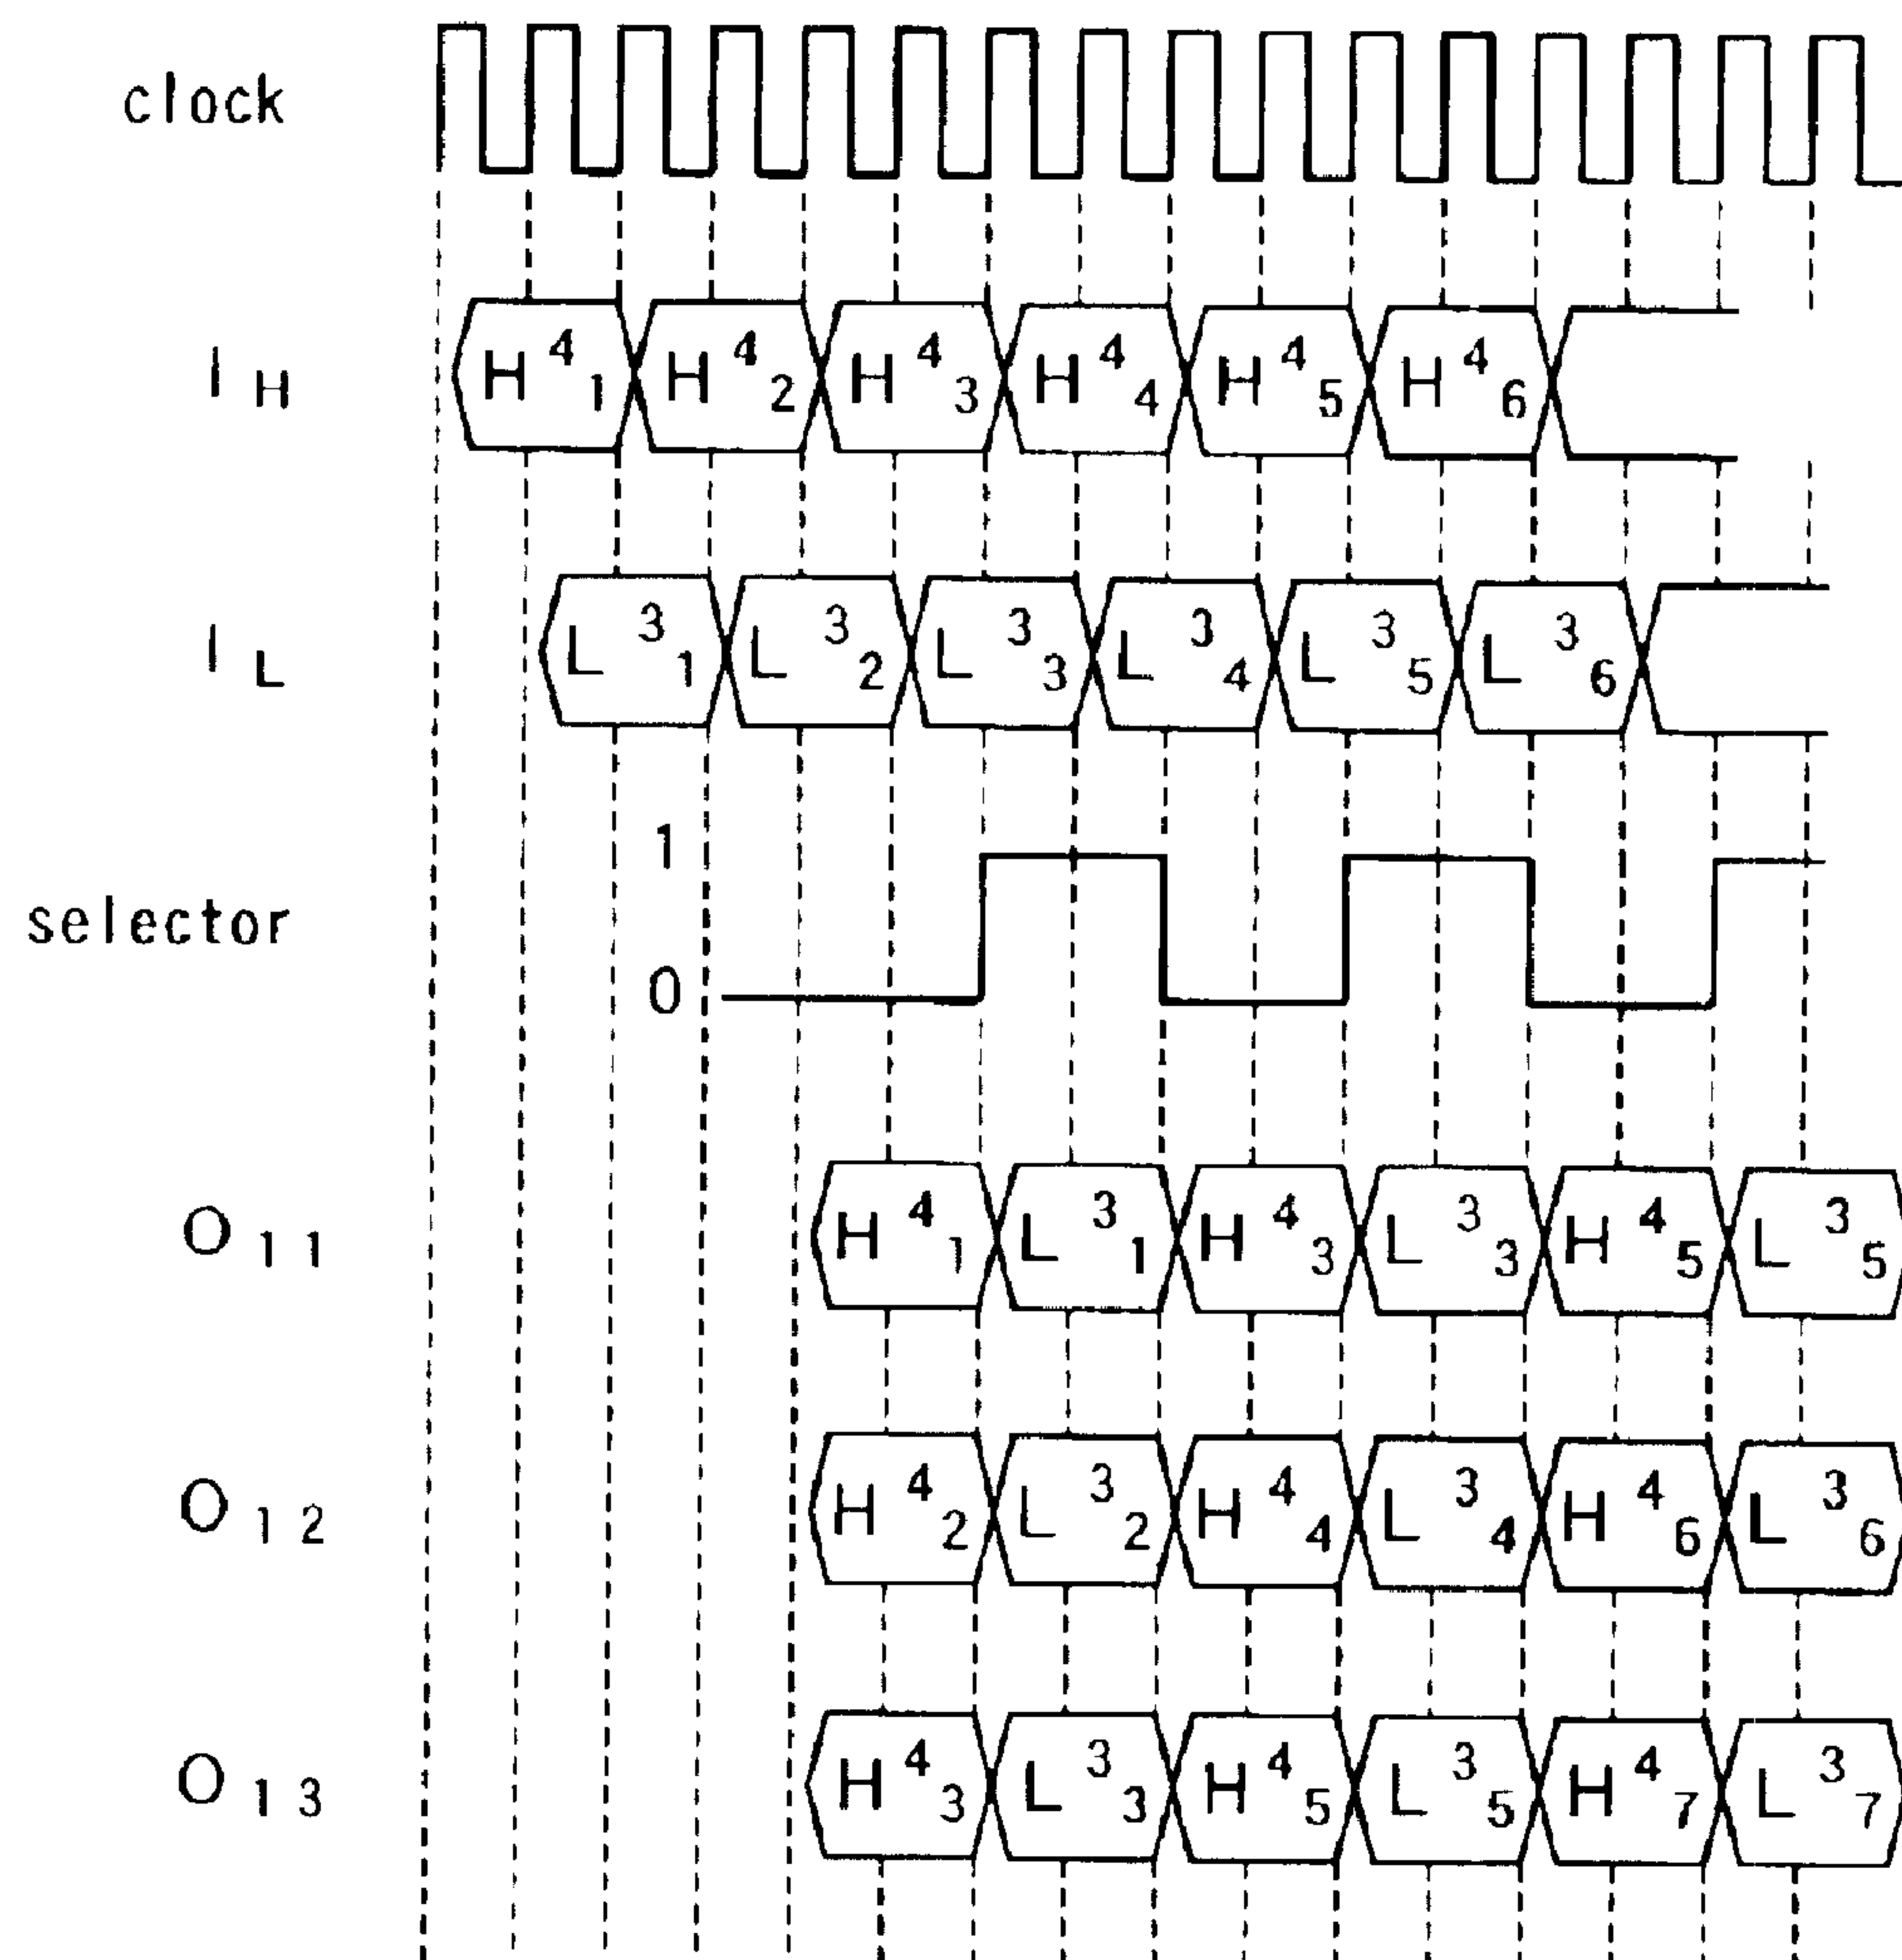 clock
I H H 4 1 H 4 2 H 4 3 H 4 4 H 4 5 H 4 6
I L L 3 1 L 3 2 L 3 3 L 3 4 L 3 5 L 3 6
1
selector
0
O 1 1 H 4 1 L 3 1 H 4 3 L 3 3 H 4 5 L 3 5
O 1 2 H 4 2 L 3 2 H 4 4 L 3 4 H 4 6 L 3 6
O 1 3 H 4 3 L 3 3 H 4 5 L 3 5 H 4 7 L 3 7